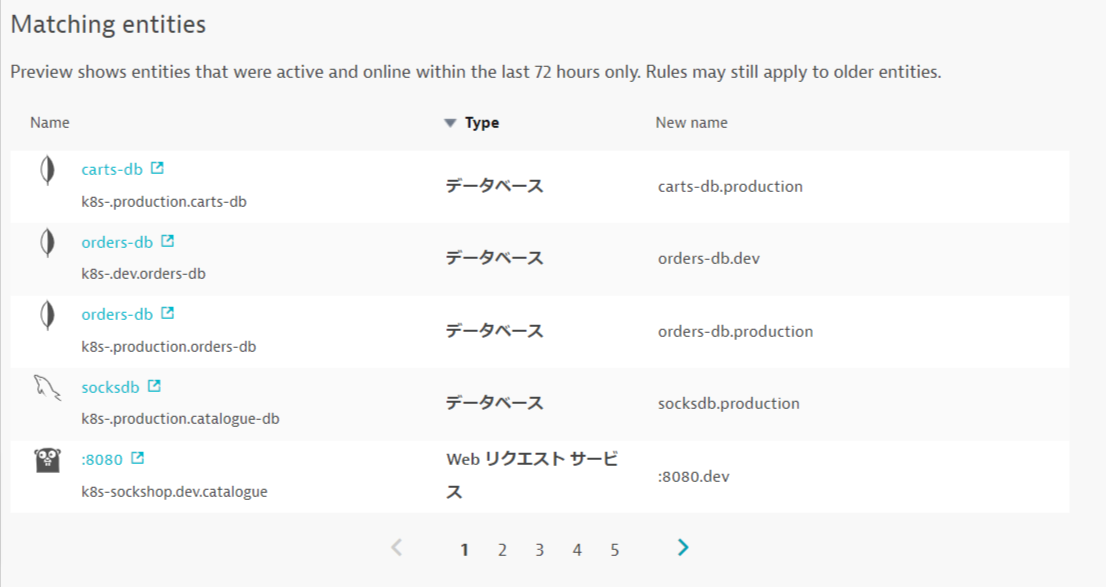 Matching entities
Preview shows entities that were active and online within the last 72 hours only. Rules may still apply to older entities.
Name Type New name
carts-db
k8s-.production.carts-db
データベース
carts-db.production
orders-db
k8s-.dev.orders-db
データベース
orders-db.dev
orders-db
k8s-.production.orders-db
データベース
orders-db.production
socksdb
k8s-.production.catalogue-db
データベース
socksdb.production
:8080
k8s-sockshop.dev.catalogue
Web リクエスト サービ
ス
:8080.dev
1 2 3 4 5